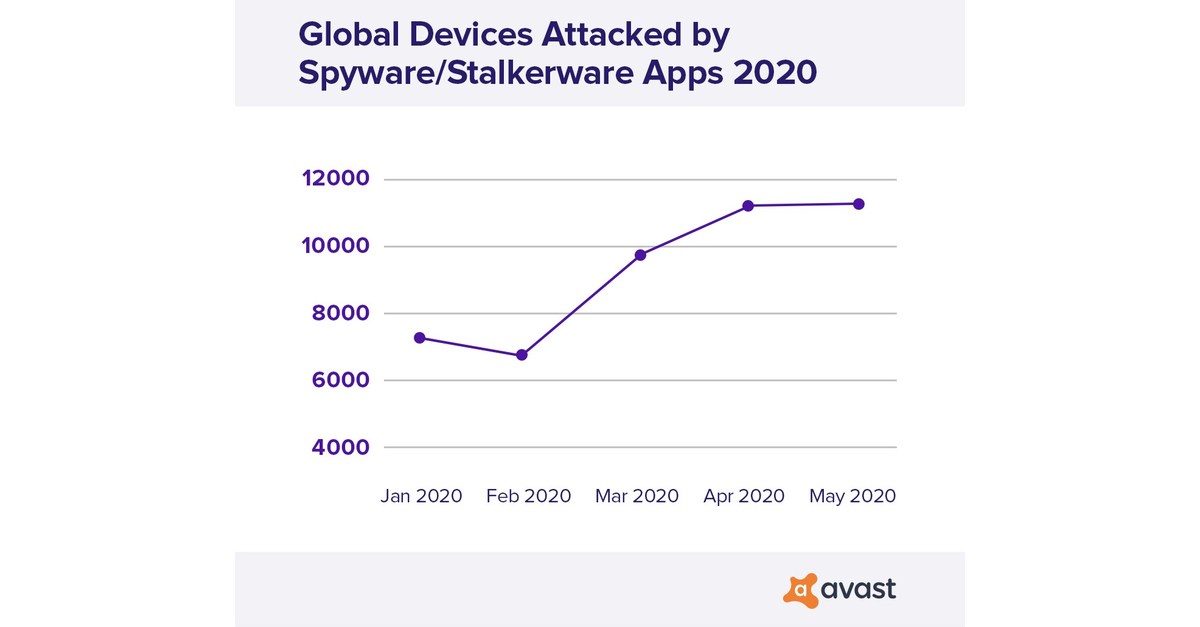 Global Devices Attacked by
Spyware/Stalkerware Apps 2020
12000
10000
8000
6000
4000
Jan 2020 Feb 2020 Mar 2020 Apr 2020 May 2020
avast